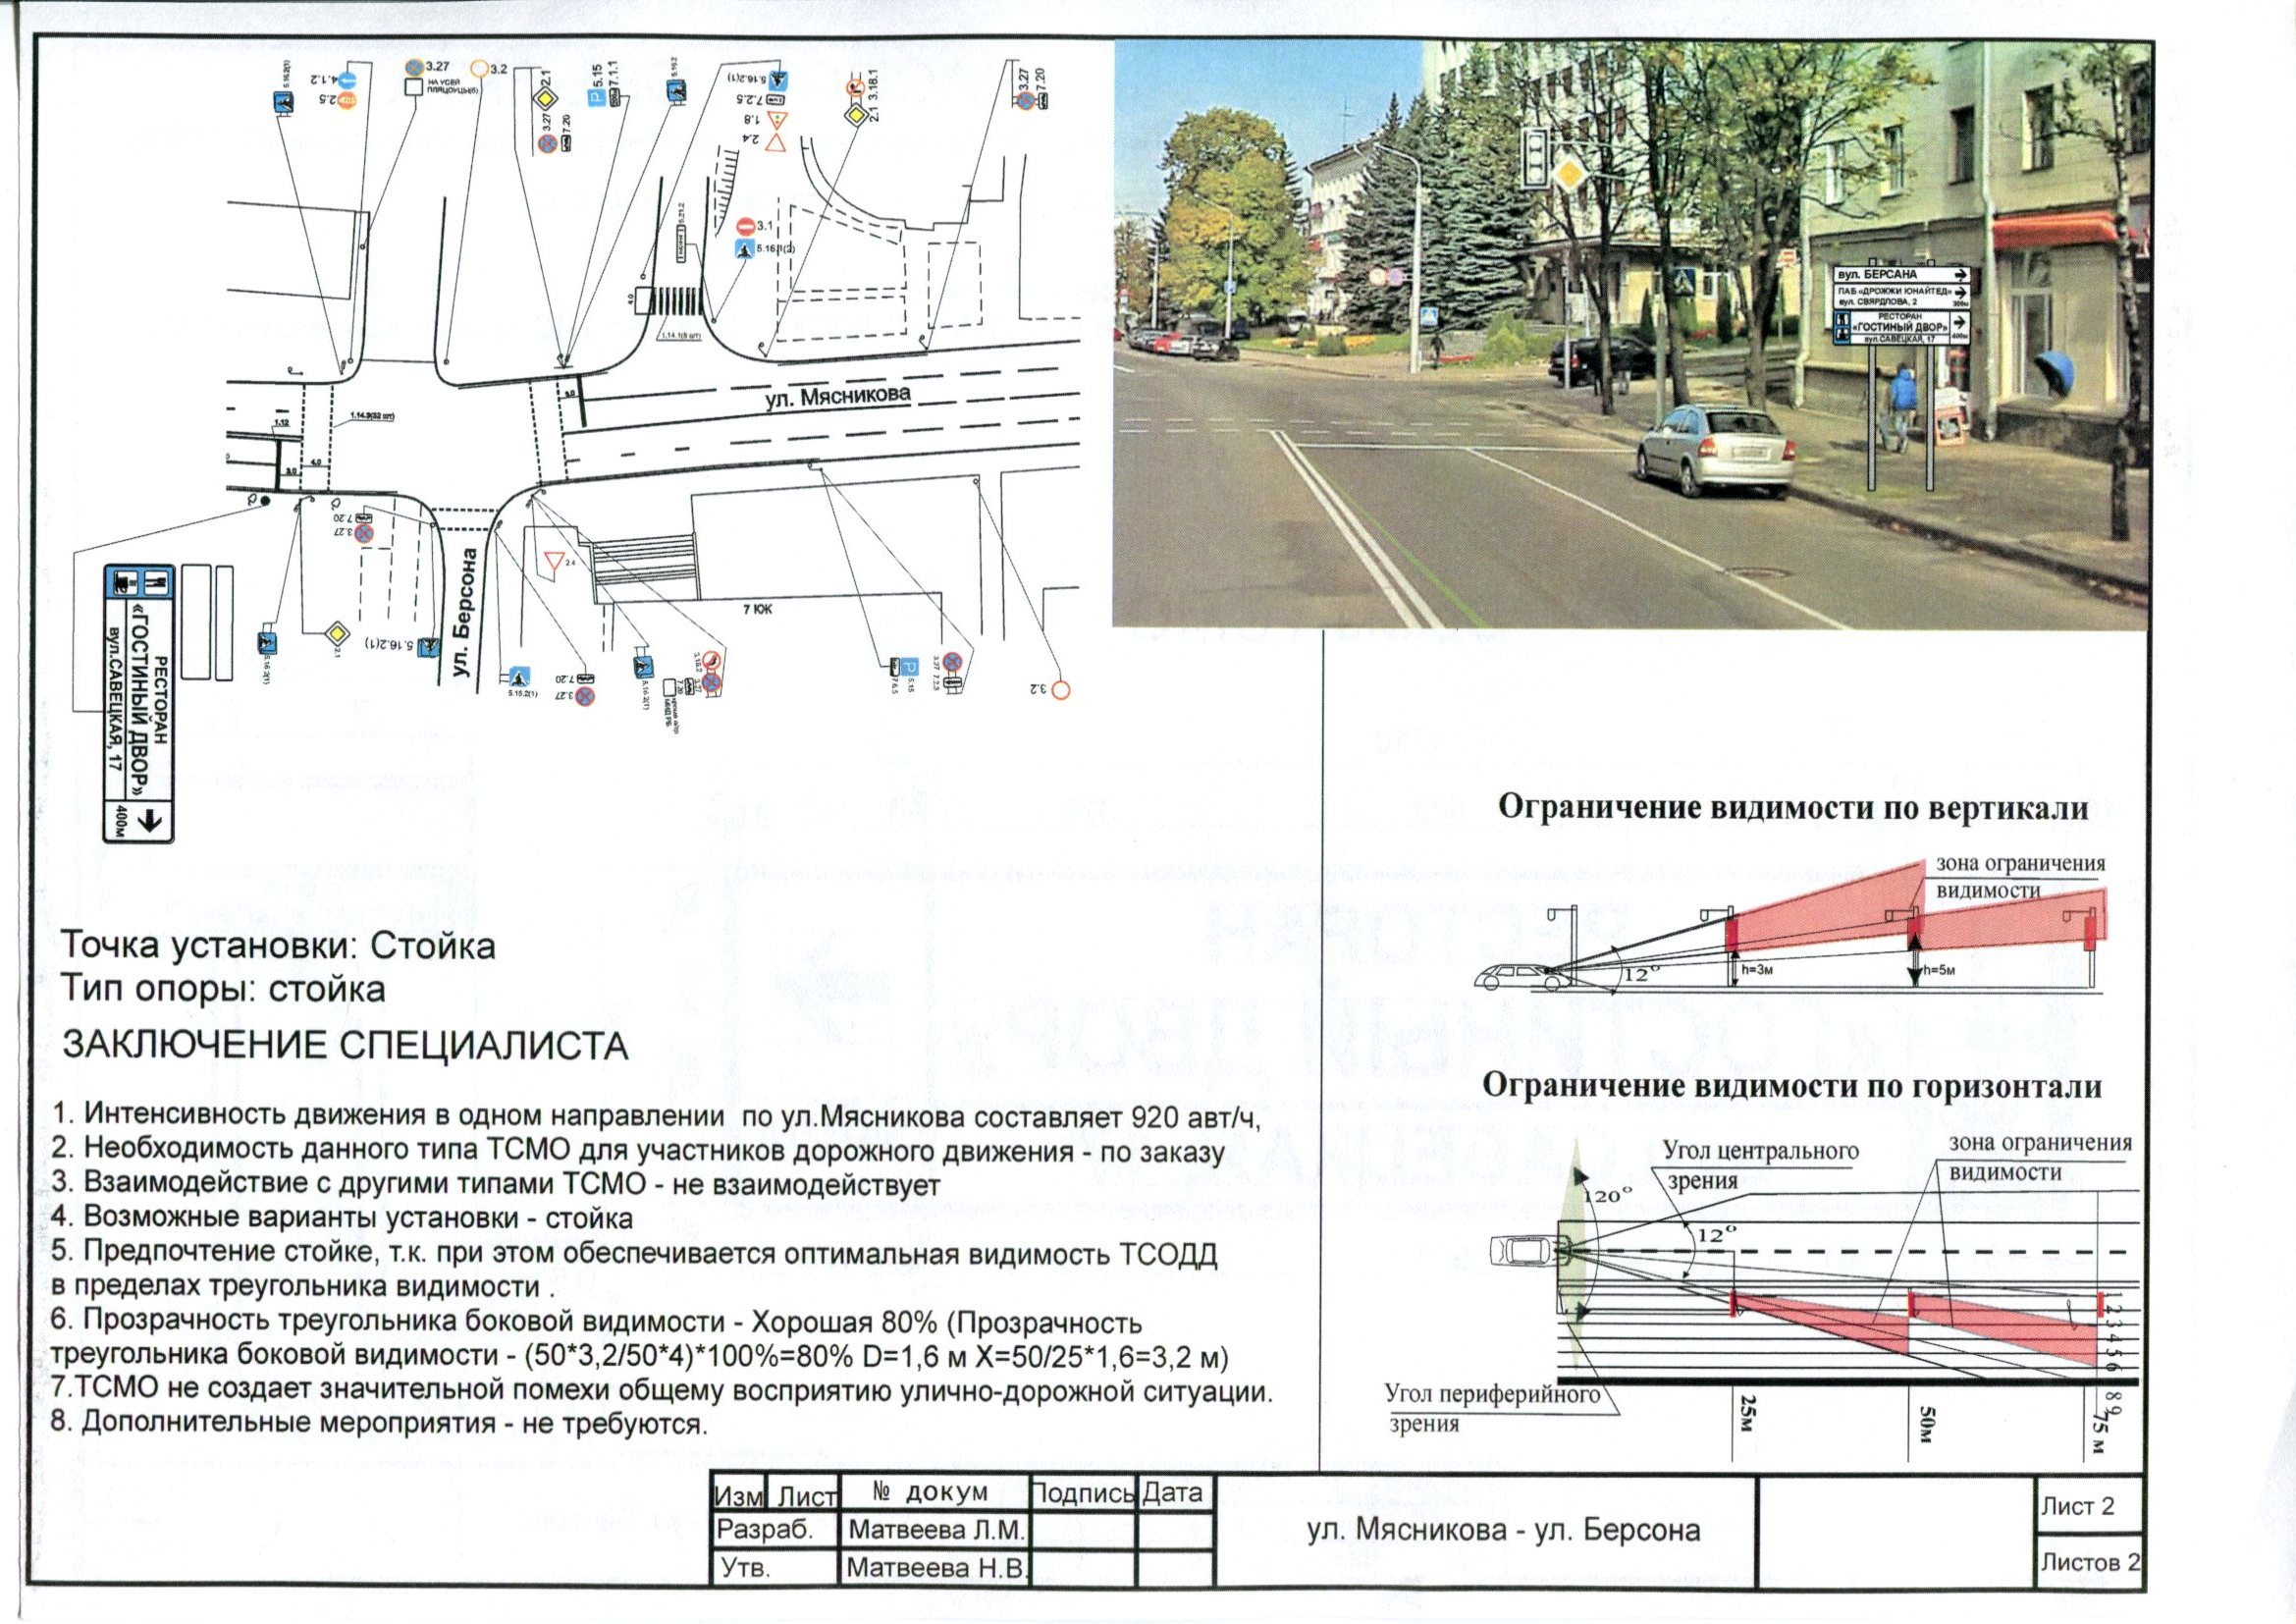 5.16.2(1)
4.1.2
2.5
3.27
НА УСЕЙ
3.2
2.1
3.27
7.20
5.15
7.1.1
5.16.2
5.16.2(1)
7.2.5
1.8
2.4
3.18.1
2.1
3.27
7.20
5.21.2
3.1
5.16.1(2)
4.0
1.14.1(8 шт)
ул. Мясникова
1.14.3(32 шт)
1.12
3.0
4.0
7.20
3.27
ул. Берсона
2.4
7 ЮК
РЕСТОРАН
«ГОСТИНЫЙ ДВОР»
вул.САВЕЦКАЯ, 17
400м
2.1
5.16.2(1)
7.20
3.27
5.16.2(1)
3.18.2
3.27
7.20
МИД РБ
7.6.5
5.15
3.27
3.2
вул. БЕРСАНА
ПАБ «ДРОЖЖИ ЮНАЙТЕД»
вул. СВЯРДЛОВА, 2
300м
РЕСТОРАН
«ГОСТИНЫЙ ДВОР»
400м
вул.САВЕЦКАЯ, 17
Ограничение видимости по вертикали
зона ограничения
видимости
12°
h=3м
h=5м
Точка установки: Стойка
Тип опоры: стойка
ЗАКЛЮЧЕНИЕ СПЕЦИАЛИСТА
1. Интенсивность движения в одном направлении по ул.Мясникова составляет 920 авт/ч,
2. Необходимость данного типа ТСМО для участников дорожного движения - по заказу
3. Взаимодействие с другими типами ТСМО - не взаимодействует
4. Возможные варианты установки - стойка
5. Предпочтение стойке, т.к. при этом обеспечивается оптимальная видимость ТСОДД
в пределах треугольника видимости .
6. Прозрачность треугольника боковой видимости - Хорошая 80% (Прозрачность
треугольника боковой видимости - (50*3,2/50*4)*100%=80% D=1,6 м X=50/25*1,6=3,2 м)
7.ТСМО не создает значительной помехи общему восприятию улично-дорожной ситуации.
8. Дополнительные мероприятия - не требуются.
Ограничение видимости по горизонтали
Угол центрального
зрения
зона ограничения
видимости
120°
12°
1 2 3 4 5 6 8 9
Угол периферийного
зрения
25м
50м
75 м
Изм Лист № докум Подпись Дата
Разраб. Матвеева Л.М.
Утв. Матвеева Н.В.
ул. Мясникова - ул. Берсона
Лист 2
Листов 2